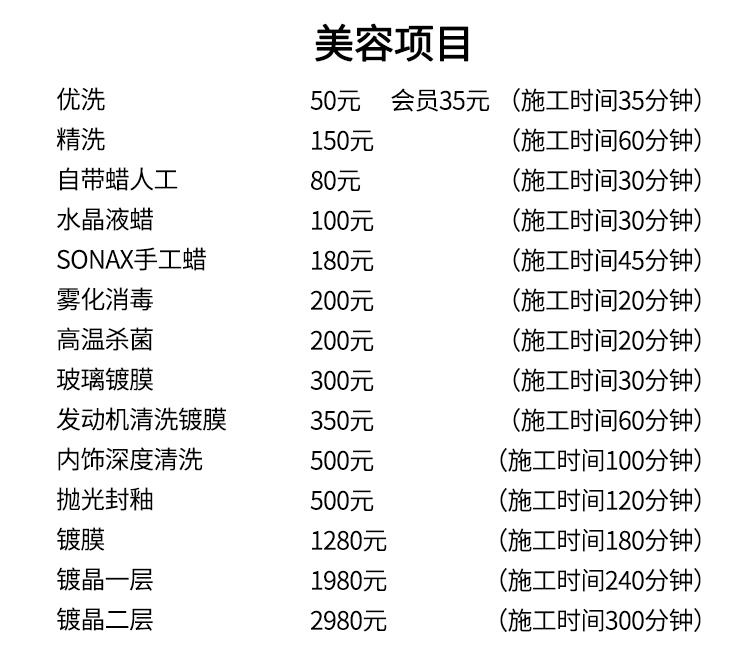 美容项目
优洗 50元 会员35元 （施工时间35分钟）
精洗 150元 （施工时间60分钟）
自带蜡人工 80元 （施工时间30分钟）
水晶液蜡 100元 （施工时间30分钟）
SONAX手工蜡 180元 （施工时间45分钟）
雾化消毒 200元 （施工时间20分钟）
高温杀菌 200元 （施工时间20分钟）
玻璃镀膜 300元 （施工时间30分钟）
发动机清洗镀膜 350元 （施工时间60分钟）
内饰深度清洗 500元 （施工时间100分钟）
抛光封釉 500元 （施工时间120分钟）
镀膜 1280元 （施工时间180分钟）
镀晶一层 1980元 （施工时间240分钟）
镀晶二层 2980元 （施工时间300分钟）